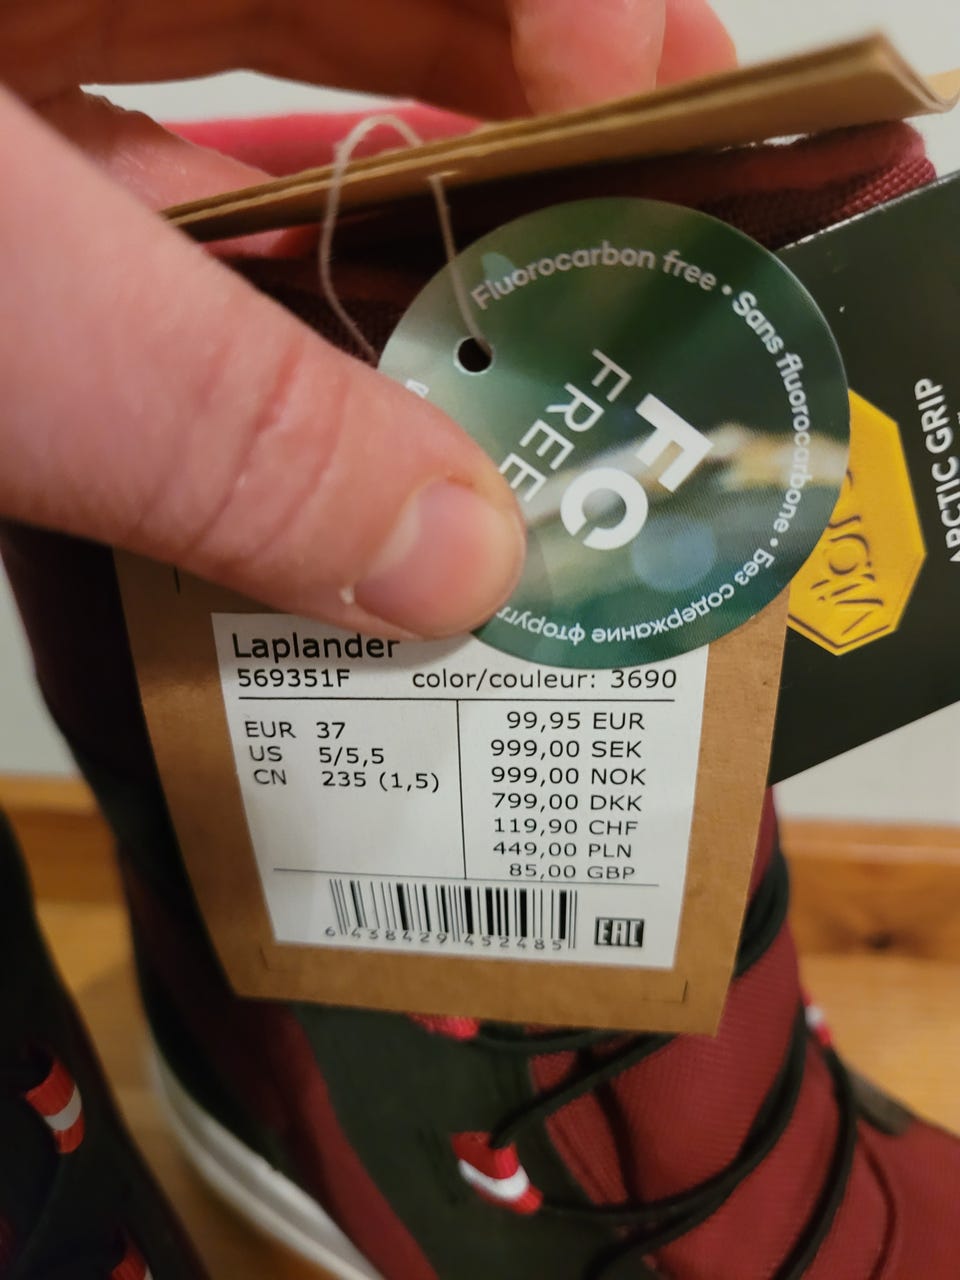 Fluorocarbon free • Sans fluorocarbone • Без содержание
FC
FREE
ARCTIC GRIP
Laplander
569351F color/couleur: 3690
EUR 37
US 5/5,5
CN 235 (1,5)
99,95 EUR
999,00 SEK
999,00 NOK
799,00 DKK
119,90 CHF
449,00 PLN
85,00 GBP
6 438429 452485
EAC